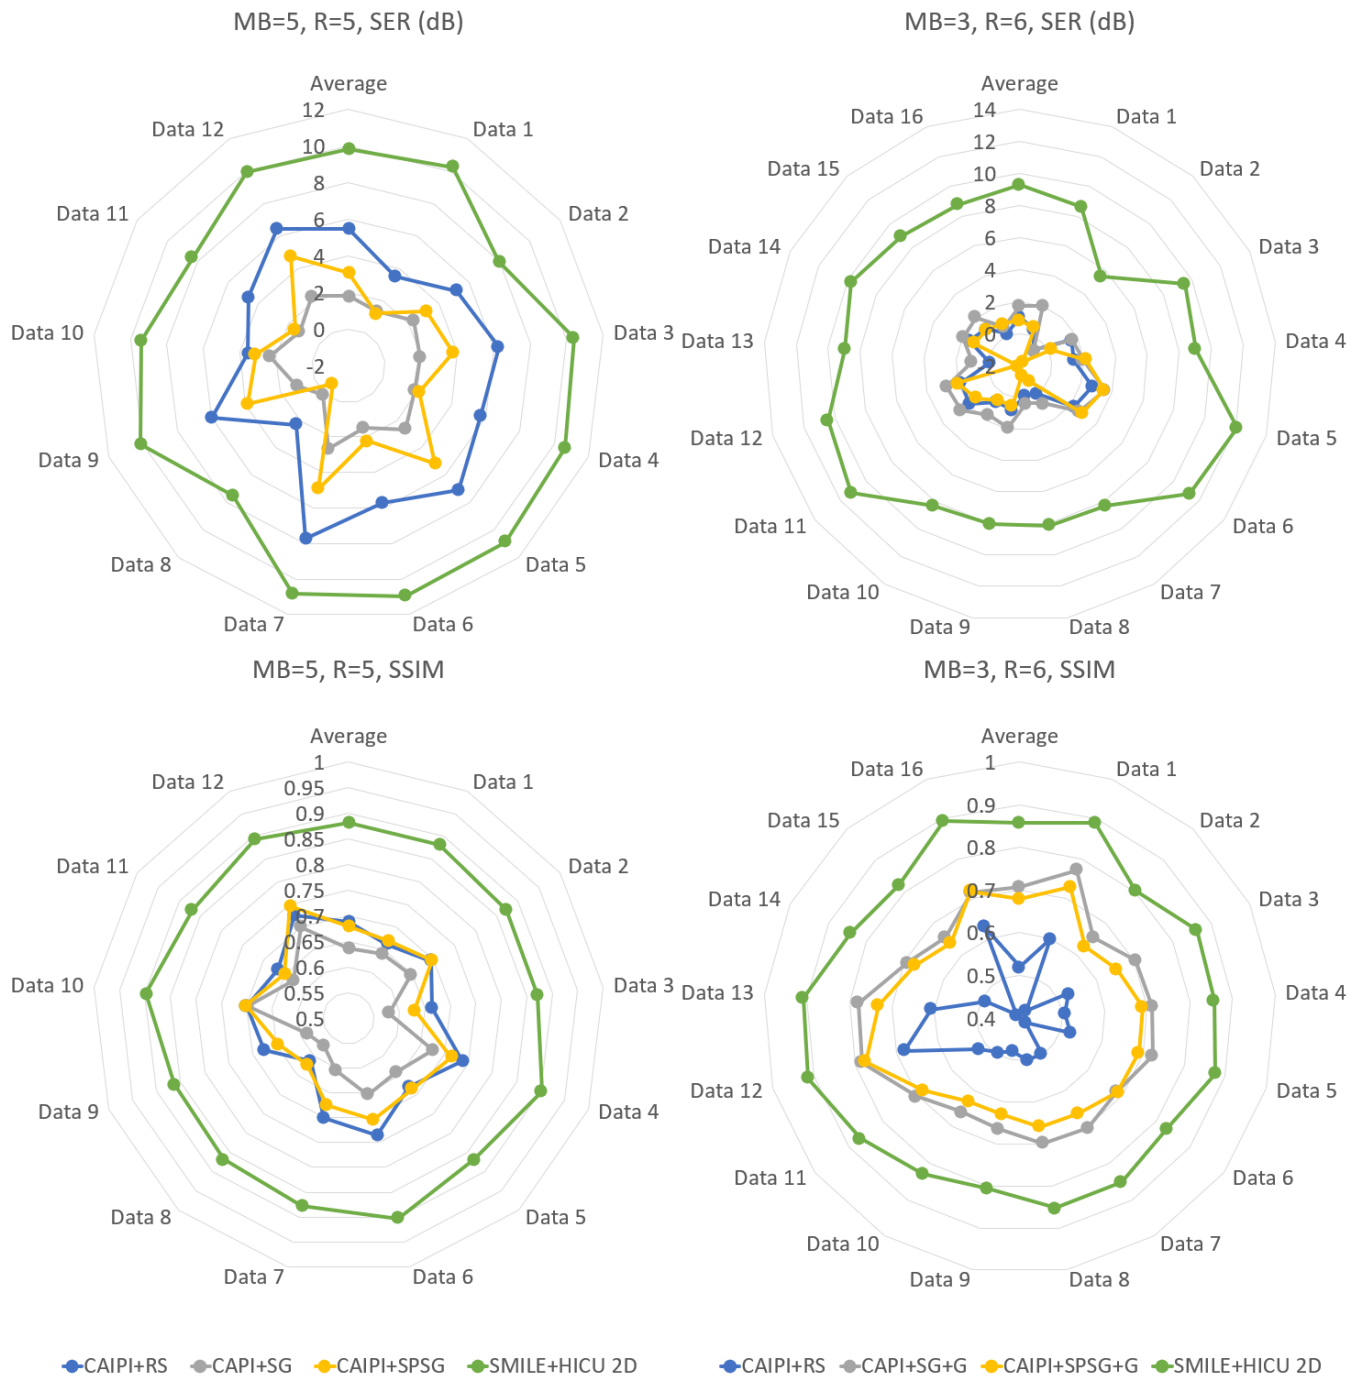 MB=5, R=5, SER (dB)
Average
Data 1
Data 2
Data 3
Data 4
Data 5
Data 6
Data 7
Data 8
Data 9
Data 10
Data 11
Data 12
12
10
8
6
4
2
0
-2
MB=3, R=6, SER (dB)
Average
Data 1
Data 2
Data 3
Data 4
Data 5
Data 6
Data 7
Data 8
Data 9
Data 10
Data 11
Data 12
Data 13
Data 14
Data 15
Data 16
14
12
10
8
6
4
2
0
-2
MB=5, R=5, SSIM
Average
Data 1
Data 2
Data 3
Data 4
Data 5
Data 6
Data 7
Data 8
Data 9
Data 10
Data 11
Data 12
1
0.95
0.9
0.85
0.8
0.75
0.7
0.65
0.6
0.55
0.5
MB=3, R=6, SSIM
Average
Data 1
Data 2
Data 3
Data 4
Data 5
Data 6
Data 7
Data 8
Data 9
Data 10
Data 11
Data 12
Data 13
Data 14
Data 15
Data 16
1
0.9
0.8
0.7
0.6
0.5
0.4
CAIPI+RS CAPI+SG CAIPI+SPSG SMILE+HICU 2D
CAIPI+RS CAPI+SG+G CAIPI+SPSG+G SMILE+HICU 2D